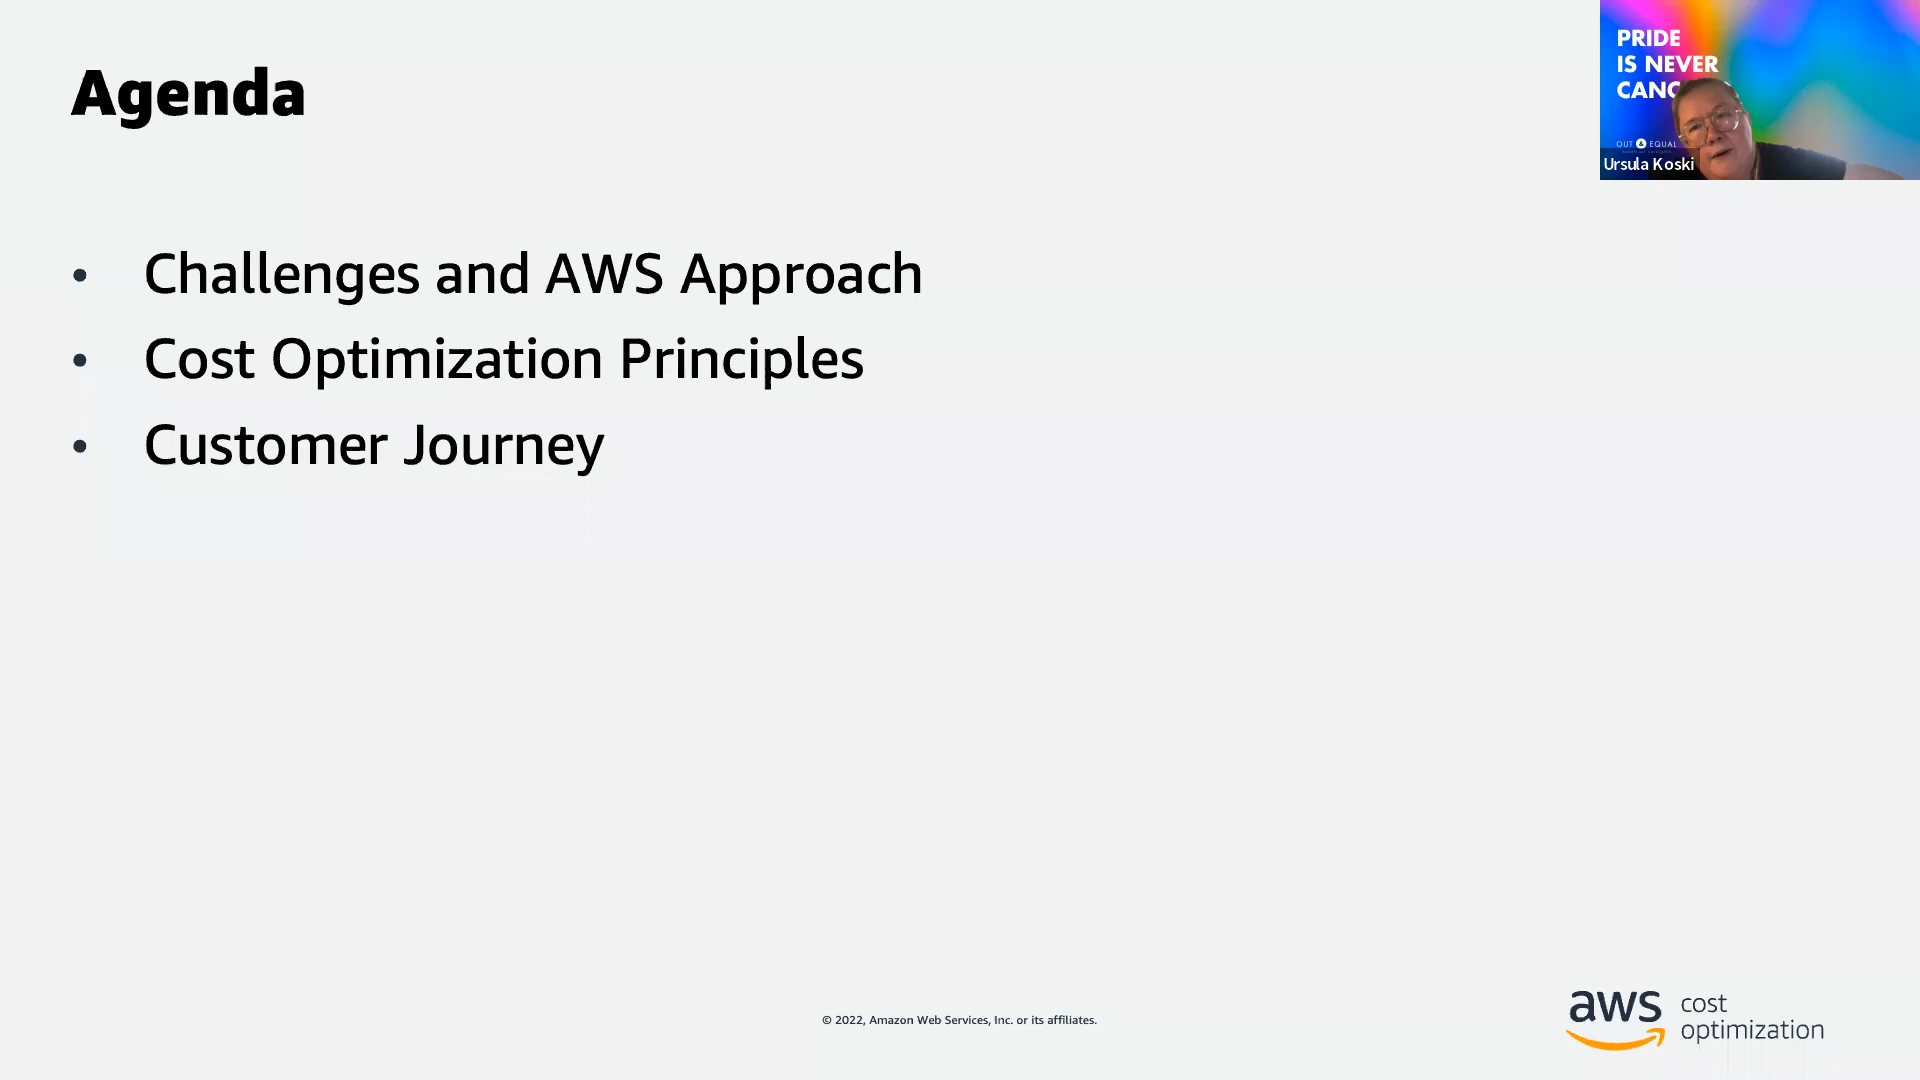 Agenda
• Challenges and AWS Approach
• Cost Optimization Principles
• Customer Journey
PRIDE
IS NEVER
CANC
OUT & EQUAL
Ursula Koski
© 2022, Amazon Web Services, Inc. or its affiliates.
aws cost
optimization